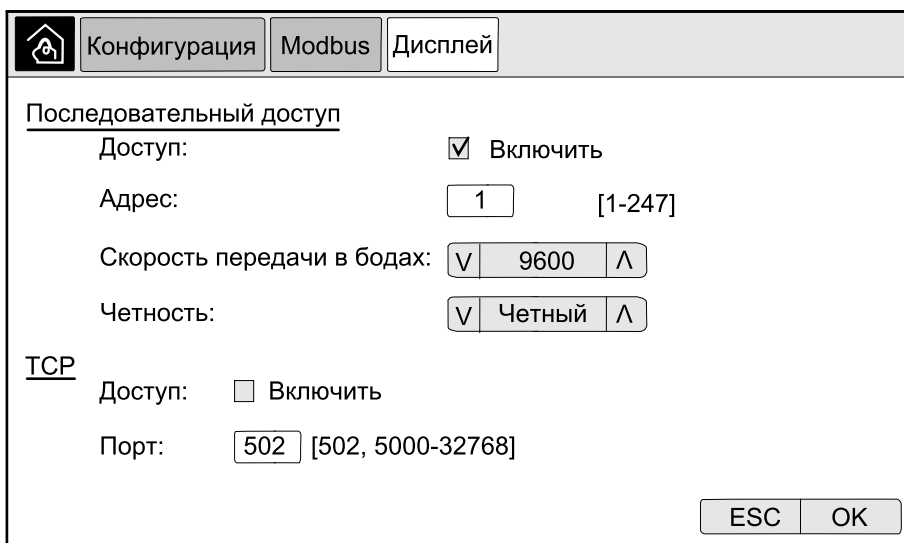 Конфигурация Modbus Дисплей
Последовательный доступ
Доступ: Включить
Адрес: 1 [1-247]
Скорость передачи в бодах: V 9600 Λ
Четность: V Четный Λ
TCP
Доступ: Включить
Порт: 502 [502, 5000-32768]
ESC OK